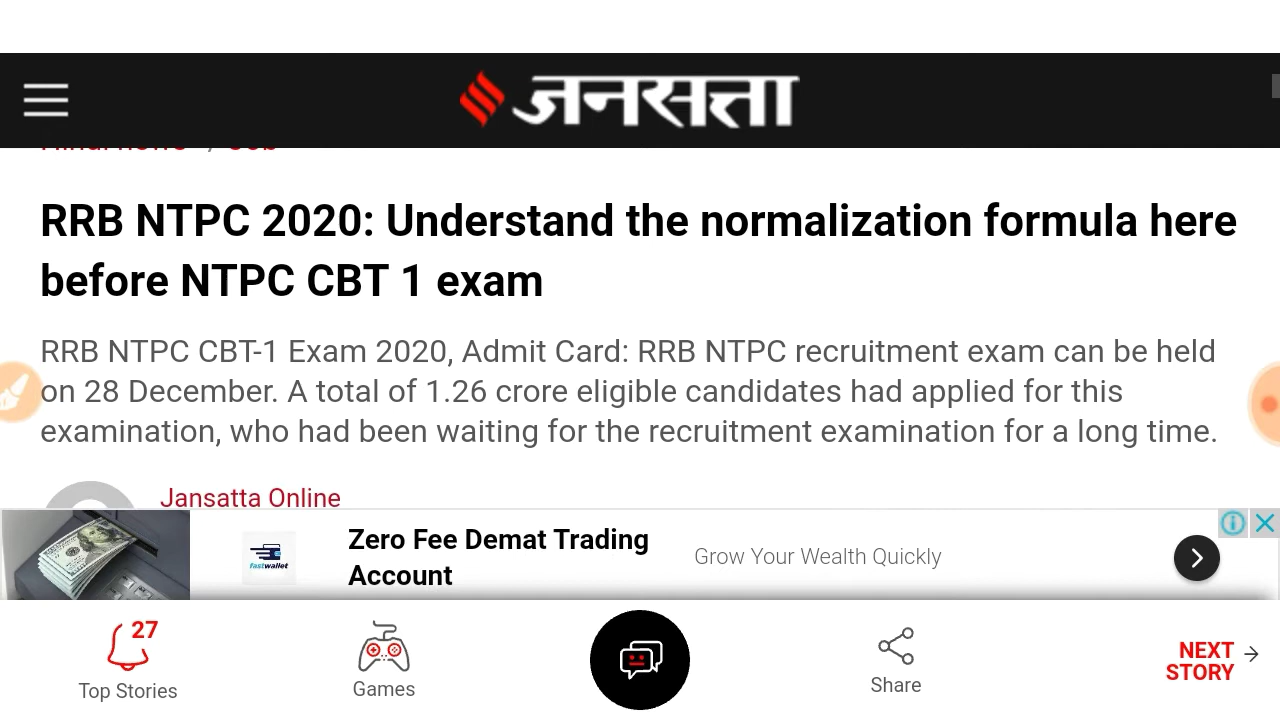 जनसत्ता
RRB NTPC 2020: Understand the normalization formula here
before NTPC CBT 1 exam
RRB NTPC CBT-1 Exam 2020, Admit Card: RRB NTPC recruitment exam can be held
on 28 December. A total of 1.26 crore eligible candidates had applied for this
examination, who had been waiting for the recruitment examination for a long time.
Jansatta Online
Zero Fee Demat Trading
Account
Grow Your Wealth Quickly
fastwallet
27
Top Stories
Games
Share
NEXT
STORY